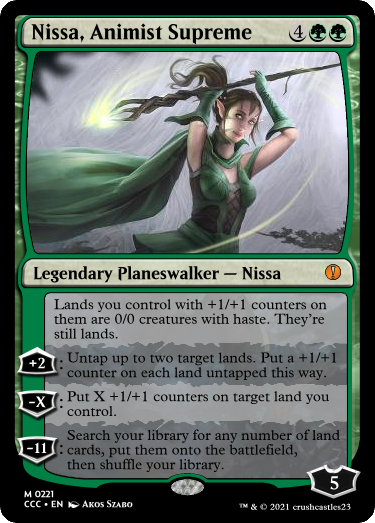 Nissa, Animist Supreme 4
Legendary Planeswalker — Nissa
Lands you control with +1/+1 counters on
them are 0/0 creatures with haste. They're
still lands.
+2: Untap up to two target lands. Put a +1/+1
counter on each land untapped this way.
-X: Put X +1/+1 counters on target land you
control.
-11: Search your library for any number of land
cards, put them onto the battlefield,
then shuffle your library.
5
M 0221
CCC • EN Akos Szabo
™ & © 2021 crushcastles23